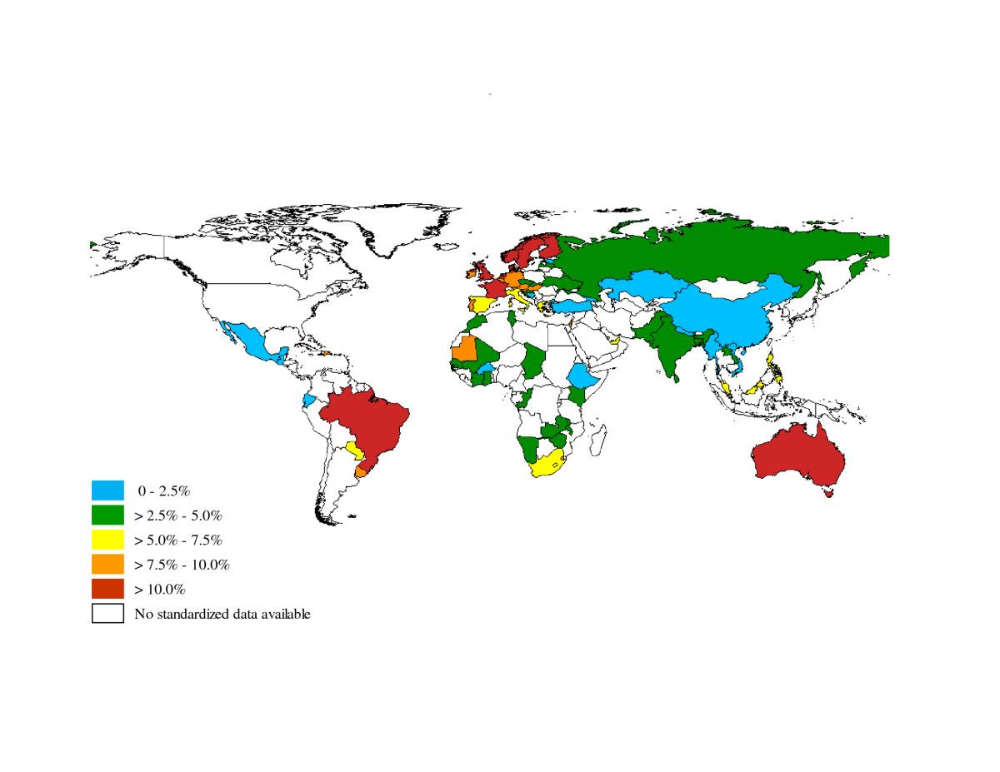 0 - 2.5%
> 2.5% - 5.0%
> 5.0% - 7.5%
> 7.5% - 10.0%
> 10.0%
No standardized data available